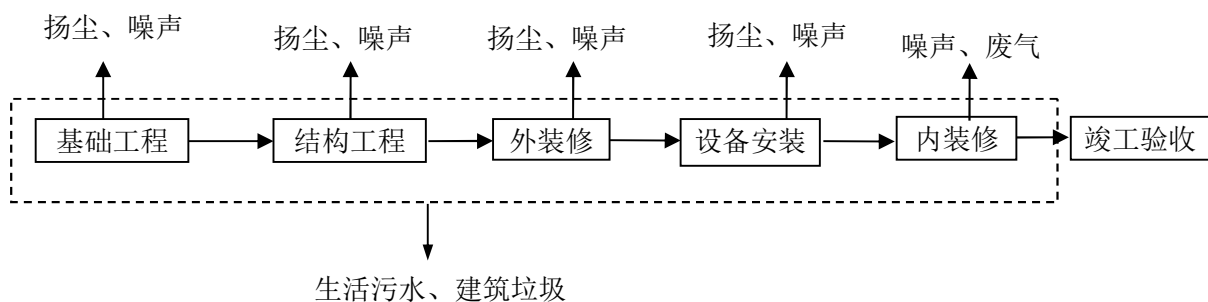 扬尘、噪声
扬尘、噪声
扬尘、噪声
扬尘、噪声
噪声、废气
基础工程
结构工程
外装修
设备安装
内装修
竣工验收
生活污水、建筑垃圾